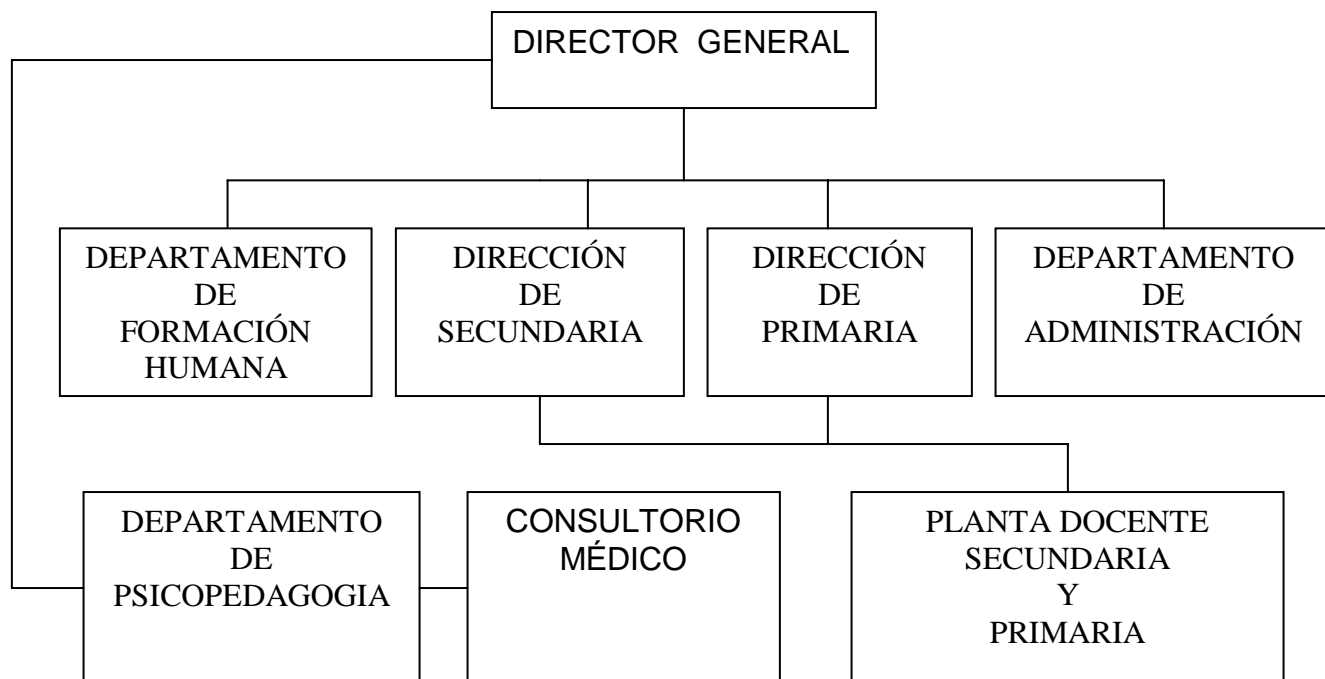 DIRECTOR GENERAL
DEPARTAMENTO
DE
FORMACIÓN
HUMANA
DIRECCIÓN
DE
SECUNDARIA
DIRECCIÓN
DE
PRIMARIA
DEPARTAMENTO
DE
ADMINISTRACIÓN
DEPARTAMENTO
DE
PSICOPEDAGOGIA
CONSULTORIO
MÉDICO
PLANTA DOCENTE
SECUNDARIA
Y
PRIMARIA